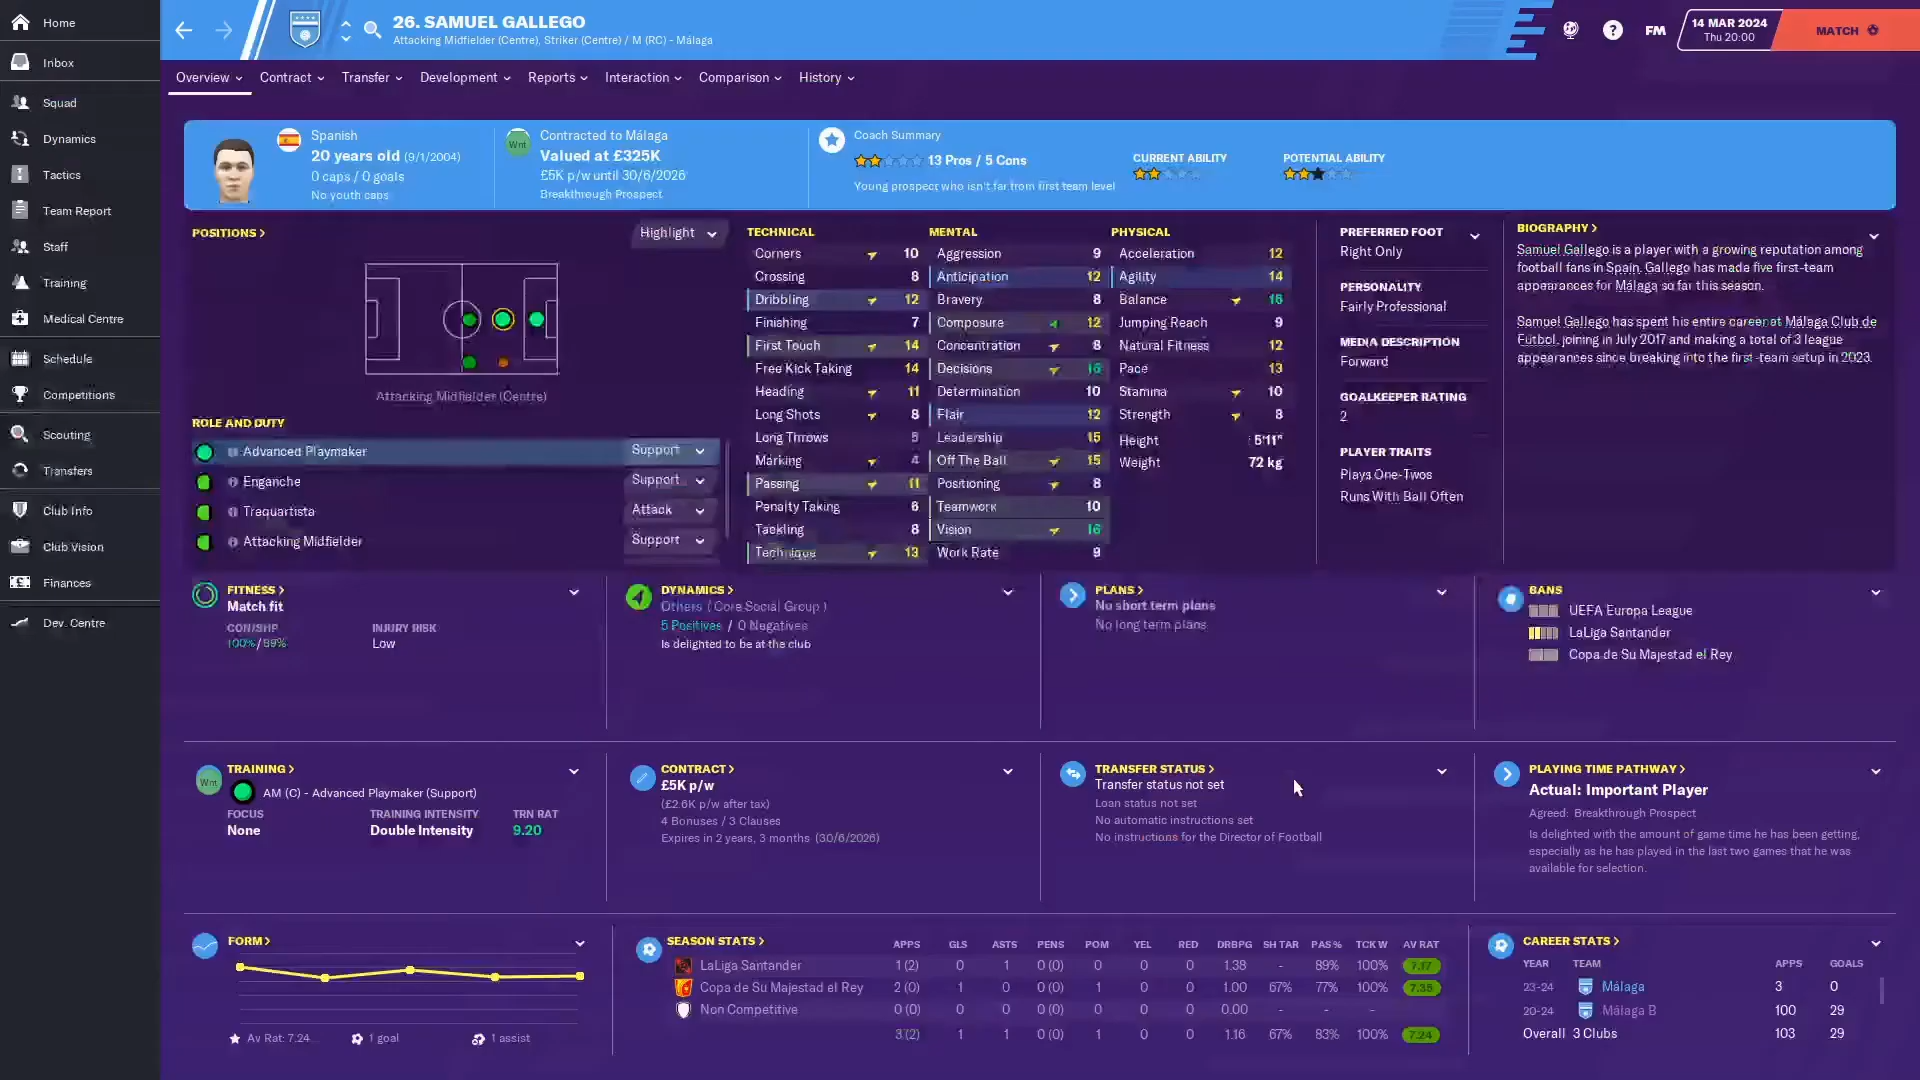 Home
Inbox
Squad
Dynamics
Tactics
Team Report
Staff
Training
Medical Centre
Schedule
Competitions
Scouting
Transfers
Club Info
Club Vision
Finances
Dev. Centre
26. SAMUEL GALLEGO
Attacking Midfielder (Centre), Striker (Centre) / M (RC) - Málaga
FM
14 MAR 2024
Thu 20:00
MATCH
Overview Contract Transfer Development Reports Interaction Comparison History
Spanish
20 years old (9/1/2004)
0 caps / 0 goals
No youth caps
Wnt
Contracted to Málaga
Valued at £325K
£5K p/w until 30/6/2026
Breakthrough Prospect
Coach Summary
13 Pros / 5 Cons
Young prospect who isn't far from first team level
CURRENT ABILITY
POTENTIAL ABILITY
POSITIONS >
Highlight
Attacking Midfielder (Centre)
ROLE AND DUTY
Advanced Playmaker Support
Enganche Support
Trequartista Attack
Attacking Midfielder Support
TECHNICAL
Corners 10
Crossing 8
Dribbling 12
Finishing 7
First Touch 14
Free Kick Taking 14
Heading 11
Long Shots 8
Long Throws 5
Marking 4
Passing 11
Penalty Taking 6
Tackling 8
Technique 13
MENTAL
Aggression 9
Anticipation 12
Bravery 8
Composure 12
Concentration 8
Decisions 16
Determination 10
Flair 12
Leadership 15
Off The Ball 15
Positioning 8
Teamwork 10
Vision 16
Work Rate 9
PHYSICAL
Acceleration 12
Agility 14
Balance 16
Jumping Reach 9
Natural Fitness 12
Pace 13
Stamina 10
Strength 8
Height 5'11"
Weight 72 kg
PREFERRED FOOT
Right Only
PERSONALITY
Fairly Professional
MEDIA DESCRIPTION
Forward
GOALKEEPER RATING
2
PLAYER TRAITS
Plays One-Twos
Runs With Ball Often
BIOGRAPHY >
Samuel Gallego is a player with a growing reputation among
football fans in Spain. Gallego has made five first-team
appearances for Málaga so far this season.
Samuel Gallego has spent his entire career at Málaga Club de
Fútbol, joining in July 2017 and making a total of 3 league
appearances since breaking into the first-team setup in 2023.
FITNESS >
Match fit
CON/SHP
100%/89%
INJURY RISK
Low
DYNAMICS >
Others (Core Social Group)
5 Positives / 0 Negatives
Is delighted to be at the club
PLANS >
No short term plans
No long term plans
BANS
UEFA Europa League
LaLiga Santander
Copa de Su Majestad el Rey
Wnt
TRAINING >
AM (C) - Advanced Playmaker (Support)
FOCUS TRAINING INTENSITY TRN RAT
None Double Intensity 9.20
CONTRACT >
£5K p/w
(£2.6K p/w after tax)
4 Bonuses / 3 Clauses
Expires in 2 years, 3 months (30/6/2026)
TRANSFER STATUS >
Transfer status not set
Loan status not set
No automatic instructions set
No instructions for the Director of Football
PLAYING TIME PATHWAY >
Actual: Important Player
Agreed: Breakthrough Prospect
Is delighted with the amount of game time he has been getting,
especially as he has played in the last two games that he was
available for selection.
FORM >
Av Rat: 7.24 1 goal 1 assist
SEASON STATS > APPS GLS ASTS PENS POM YEL RED DRBPG SH TAR PAS% TCK W AV RAT
LaLiga Santander 1 (2) 0 1 0 (0) 0 0 0 1.38 - 89% 100% 7.17
Copa de Su Majestad el Rey 2 (0) 1 0 0 (0) 1 0 0 1.00 67% 77% 100% 7.35
Non Competitive 0 (0) 0 0 0 (0) 0 0 0 0.00 - - -
3 (2) 1 1 0 (0) 1 0 0 1.16 67% 83% 100% 7.24
CAREER STATS >
YEAR TEAM APPS GOALS
23-24 Málaga 3 0
20-24 Málaga B 100 29
Overall 3 Clubs 103 29